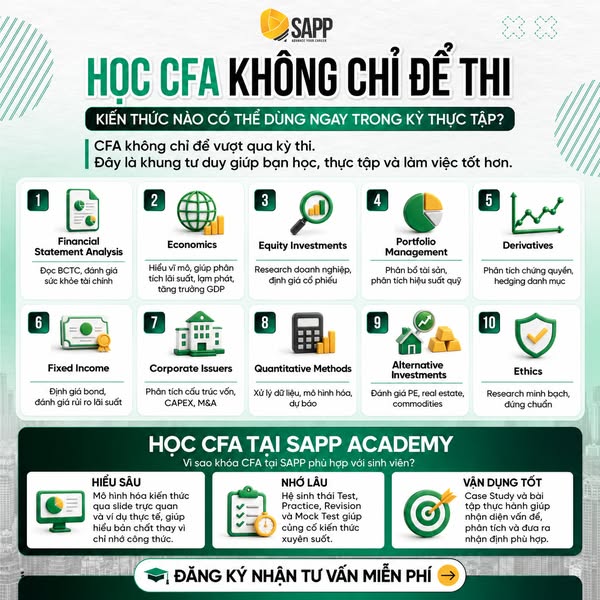 SAPP
ADVANCE YOUR CAREER
HỌC CFA KHÔNG CHỈ ĐỂ THI
KIẾN THỨC NÀO CÓ THỂ DÙNG NGAY TRONG KỲ THỰC TẬP?
CFA không chỉ để vượt qua kỳ thi.
Đây là khung tư duy giúp bạn học, thực tập và làm việc tốt hơn.
1
Financial
Statement Analysis
Đọc BCTC, đánh giá
sức khỏe tài chính
2
Economics
Hiểu vĩ mô, giúp phân
tích lãi suất, lạm phát,
tăng trưởng GDP
3
Equity Investments
Research doanh nghiệp,
định giá cổ phiếu
4
Portfolio
Management
Phân bổ tài sản,
phân tích hiệu suất quỹ
5
Derivatives
Phân tích chứng quyền,
hedging danh mục
6
Fixed Income
Định giá bond,
đánh giá rủi ro lãi suất
7
Corporate Issuers
Phân tích cấu trúc vốn,
CAPEX, M&A
8
Quantitative Methods
Xử lý dữ liệu, mô hình hóa,
dự báo
9
Alternative
Investments
Đánh giá PE, real estate,
commodities
10
Ethics
Research minh bạch,
đúng chuẩn
HỌC CFA TẠI SAPP ACADEMY
Vì sao khóa CFA tại SAPP phù hợp với sinh viên?
HIỂU SÂU
Mô hình hóa kiến thức
qua slide trực quan
và ví dụ thực tế, giúp
hiểu bản chất thay vì
chỉ nhớ công thức.
NHỚ LÂU
Hệ sinh thái Test,
Practice, Revision
và Mock Test giúp
củng cố kiến thức
xuyên suốt.
VẬN DỤNG TỐT
Case Study và bài
tập thực hành giúp
nhận diện vấn đề,
phân tích và đưa ra
nhận định phù hợp.
ĐĂNG KÝ NHẬN TƯ VẤN MIỄN PHÍ